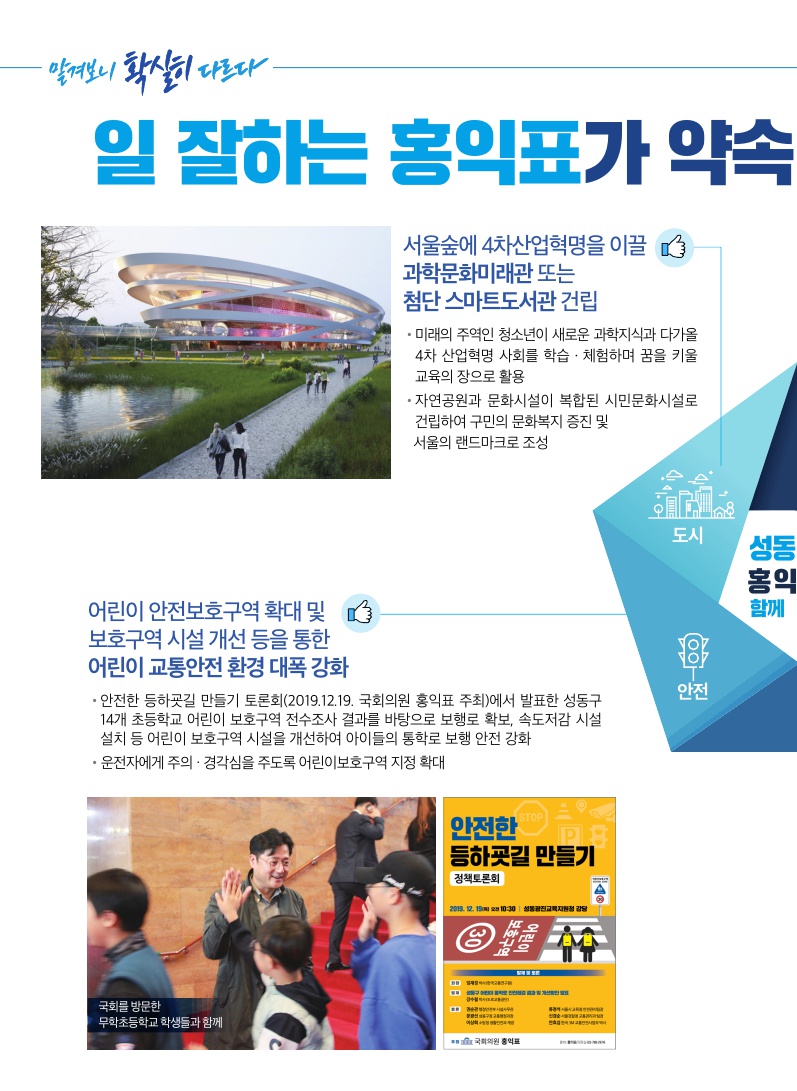 맡겨보니 확실히 다르다
일 잘하는 홍익표가 약속
서울숲에 4차산업혁명을 이끌
과학문화미래관 또는
첨단 스마트도서관 건립
• 미래의 주역인 청소년이 새로운 과학지식과 다가올
4차 산업혁명 사회를 학습 · 체험하며 꿈을 키울
교육의 장으로 활용
• 자연공원과 문화시설이 복합된 시민문화시설로
건립하여 구민의 문화복지 증진 및
서울의 랜드마크로 조성
도시
성동
홍익
함께
안전
어린이 안전보호구역 확대 및
보호구역 시설 개선 등을 통한
어린이 교통안전 환경 대폭 강화
• 안전한 등하굣길 만들기 토론회(2019.12.19. 국회의원 홍익표 주최)에서 발표한 성동구
14개 초등학교 어린이 보호구역 전수조사 결과를 바탕으로 보행로 확보, 속도저감 시설
설치 등 어린이 보호구역 시설을 개선하여 아이들의 통학로 보행 안전 강화
• 운전자에게 주의 · 경각심을 주도록 어린이보호구역 지정 확대
국회를 방문한
무학초등학교 학생들과 함께
STOP
안전한
등하굣길 만들기
정책토론회
2019. 12. 19(목) 오전 10:30 | 성동광진교육지원청 강당
어린이
보호구역
30
발제 및 토론
국회의원 홍익표